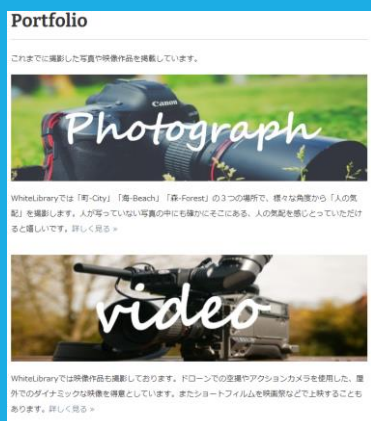 Portfolio
これまでに撮影した写真や映像作品を掲載しています。
Canon
Photograph
WhiteLibraryでは「町-City」「海-Beach」「森-Forest」の３つの場所で、様々な角度から「人の気
配」を撮影します。人が写っていない写真の中にも確かにそこにある、人の気配を感じとっていただけ
ると嬉しいです。詳しく見る »
video
WhiteLibraryでは映像作品も撮影しております。ドローンでの空撮やアクションカメラを使用した、屋
外でのダイナミックな映像を得意としています。またショートフィルムを映画祭などで上映することも
あります。詳しく見る »